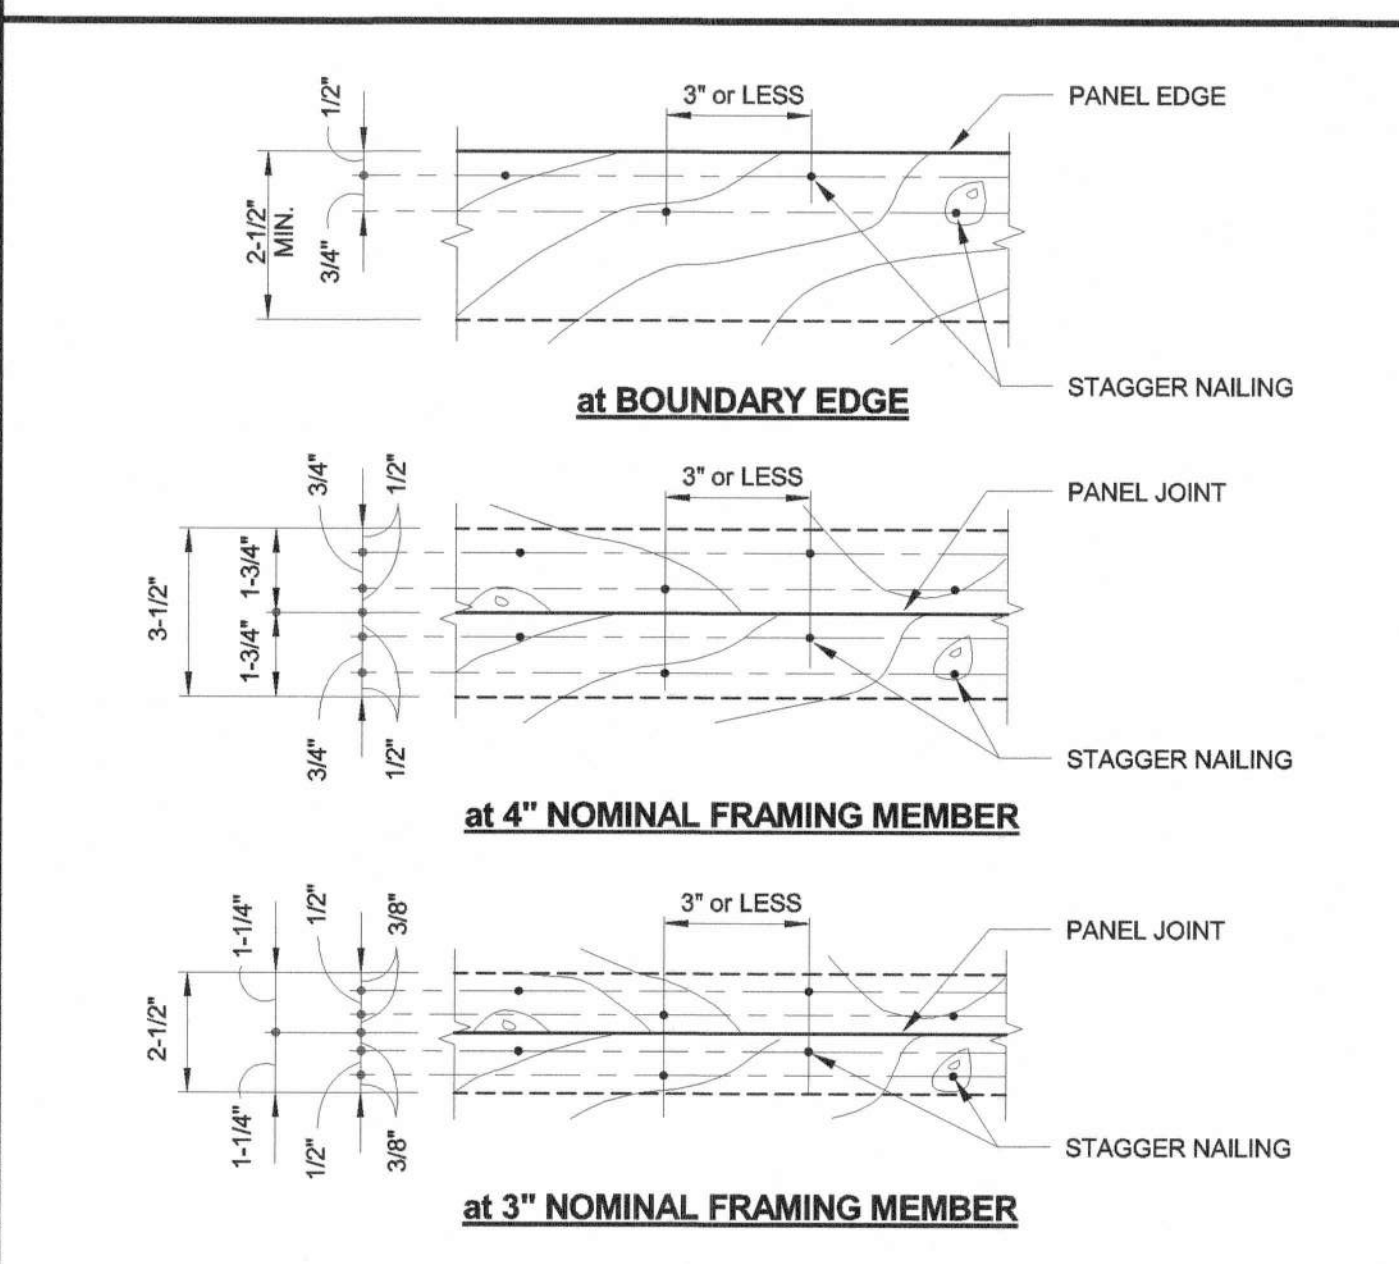 1/2"
3" or LESS
PANEL EDGE
2-1/2"
MIN.
3/4"
STAGGER NAILING
at BOUNDARY EDGE
3/4"
1/2"
3" or LESS
PANEL JOINT
1-3/4"
3-1/2"
1-3/4"
3/4"
1/2"
STAGGER NAILING
at 4" NOMINAL FRAMING MEMBER
1-1/4"
1/2"
3/8"
3" or LESS
PANEL JOINT
2-1/2"
1-1/4"
1/2"
3/8"
STAGGER NAILING
at 3" NOMINAL FRAMING MEMBER